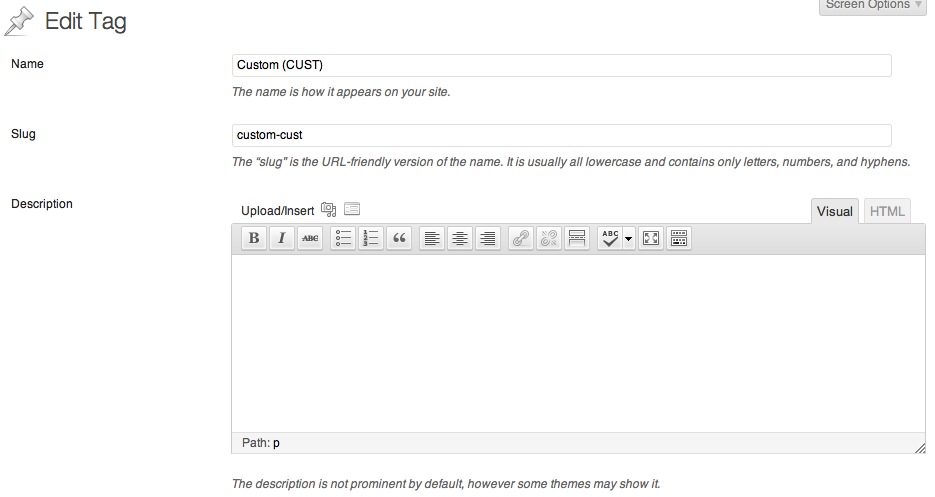 Screen Options
Edit Tag
Name
Custom (CUST)
The name is how it appears on your site.
Slug
custom-cust
The “slug” is the URL-friendly version of the name. It is usually all lowercase and contains only letters, numbers, and hyphens.
Description
Upload/Insert
Visual
HTML
B I ABC 1 2 3 “ ABC
Path: p
The description is not prominent by default, however some themes may show it.